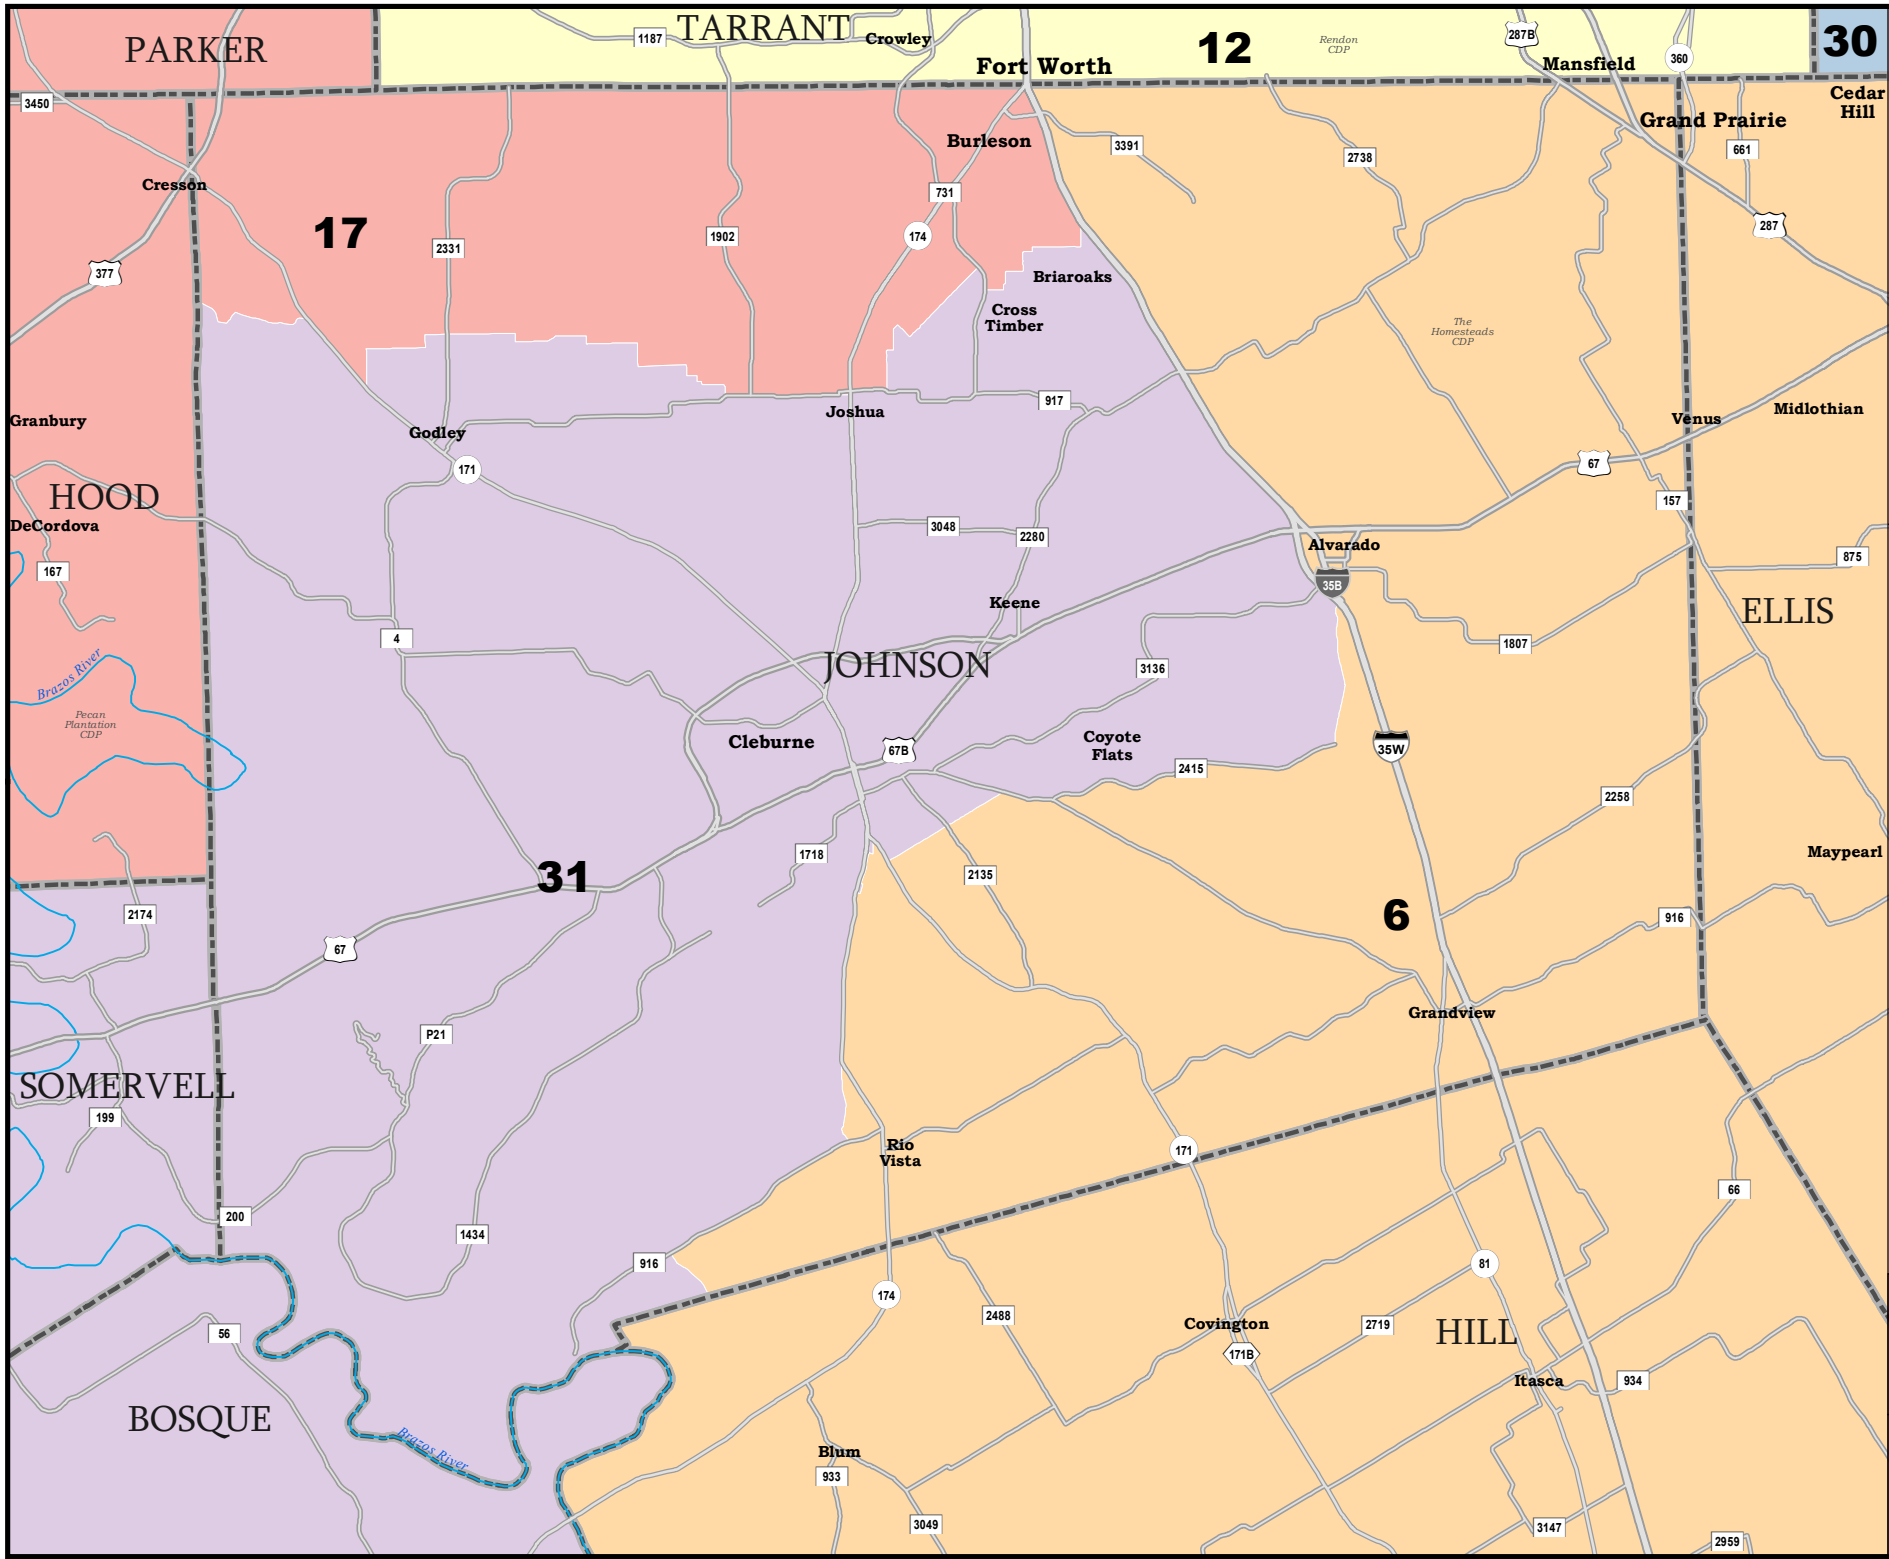 TARRANT
PARKER
1187
Crowley
12
Rendon
CDP
287B
30
Mansfield
360
Fort Worth
3450
Cedar
Hill
Grand Prairie
Burleson
3391
2738
661
Cresson
731
17
1902
174
2331
287
377
Briaroaks
Cross
Timber
The
Homesteads
CDP
917
Joshua
Midlothian
Venus
Granbury
Godley
171
67
HOOD
157
DeCordova
3048
2280
Alvarado
875
167
35B
Keene
ELLIS
4
1807
JOHNSON
3136
Brazos River
Pecan
Plantation
CDP
Cleburne
67B
Coyote
Flats
35W
2415
2258
1718
Maypearl
31
2135
6
2174
916
67
Grandview
P21
SOMERVELL
199
Rio
Vista
171
66
200
1434
916
81
174
2488
Covington
2719
HILL
56
171B
Itasca
934
BOSQUE
Brazos River
Blum
933
3049
3147
2959